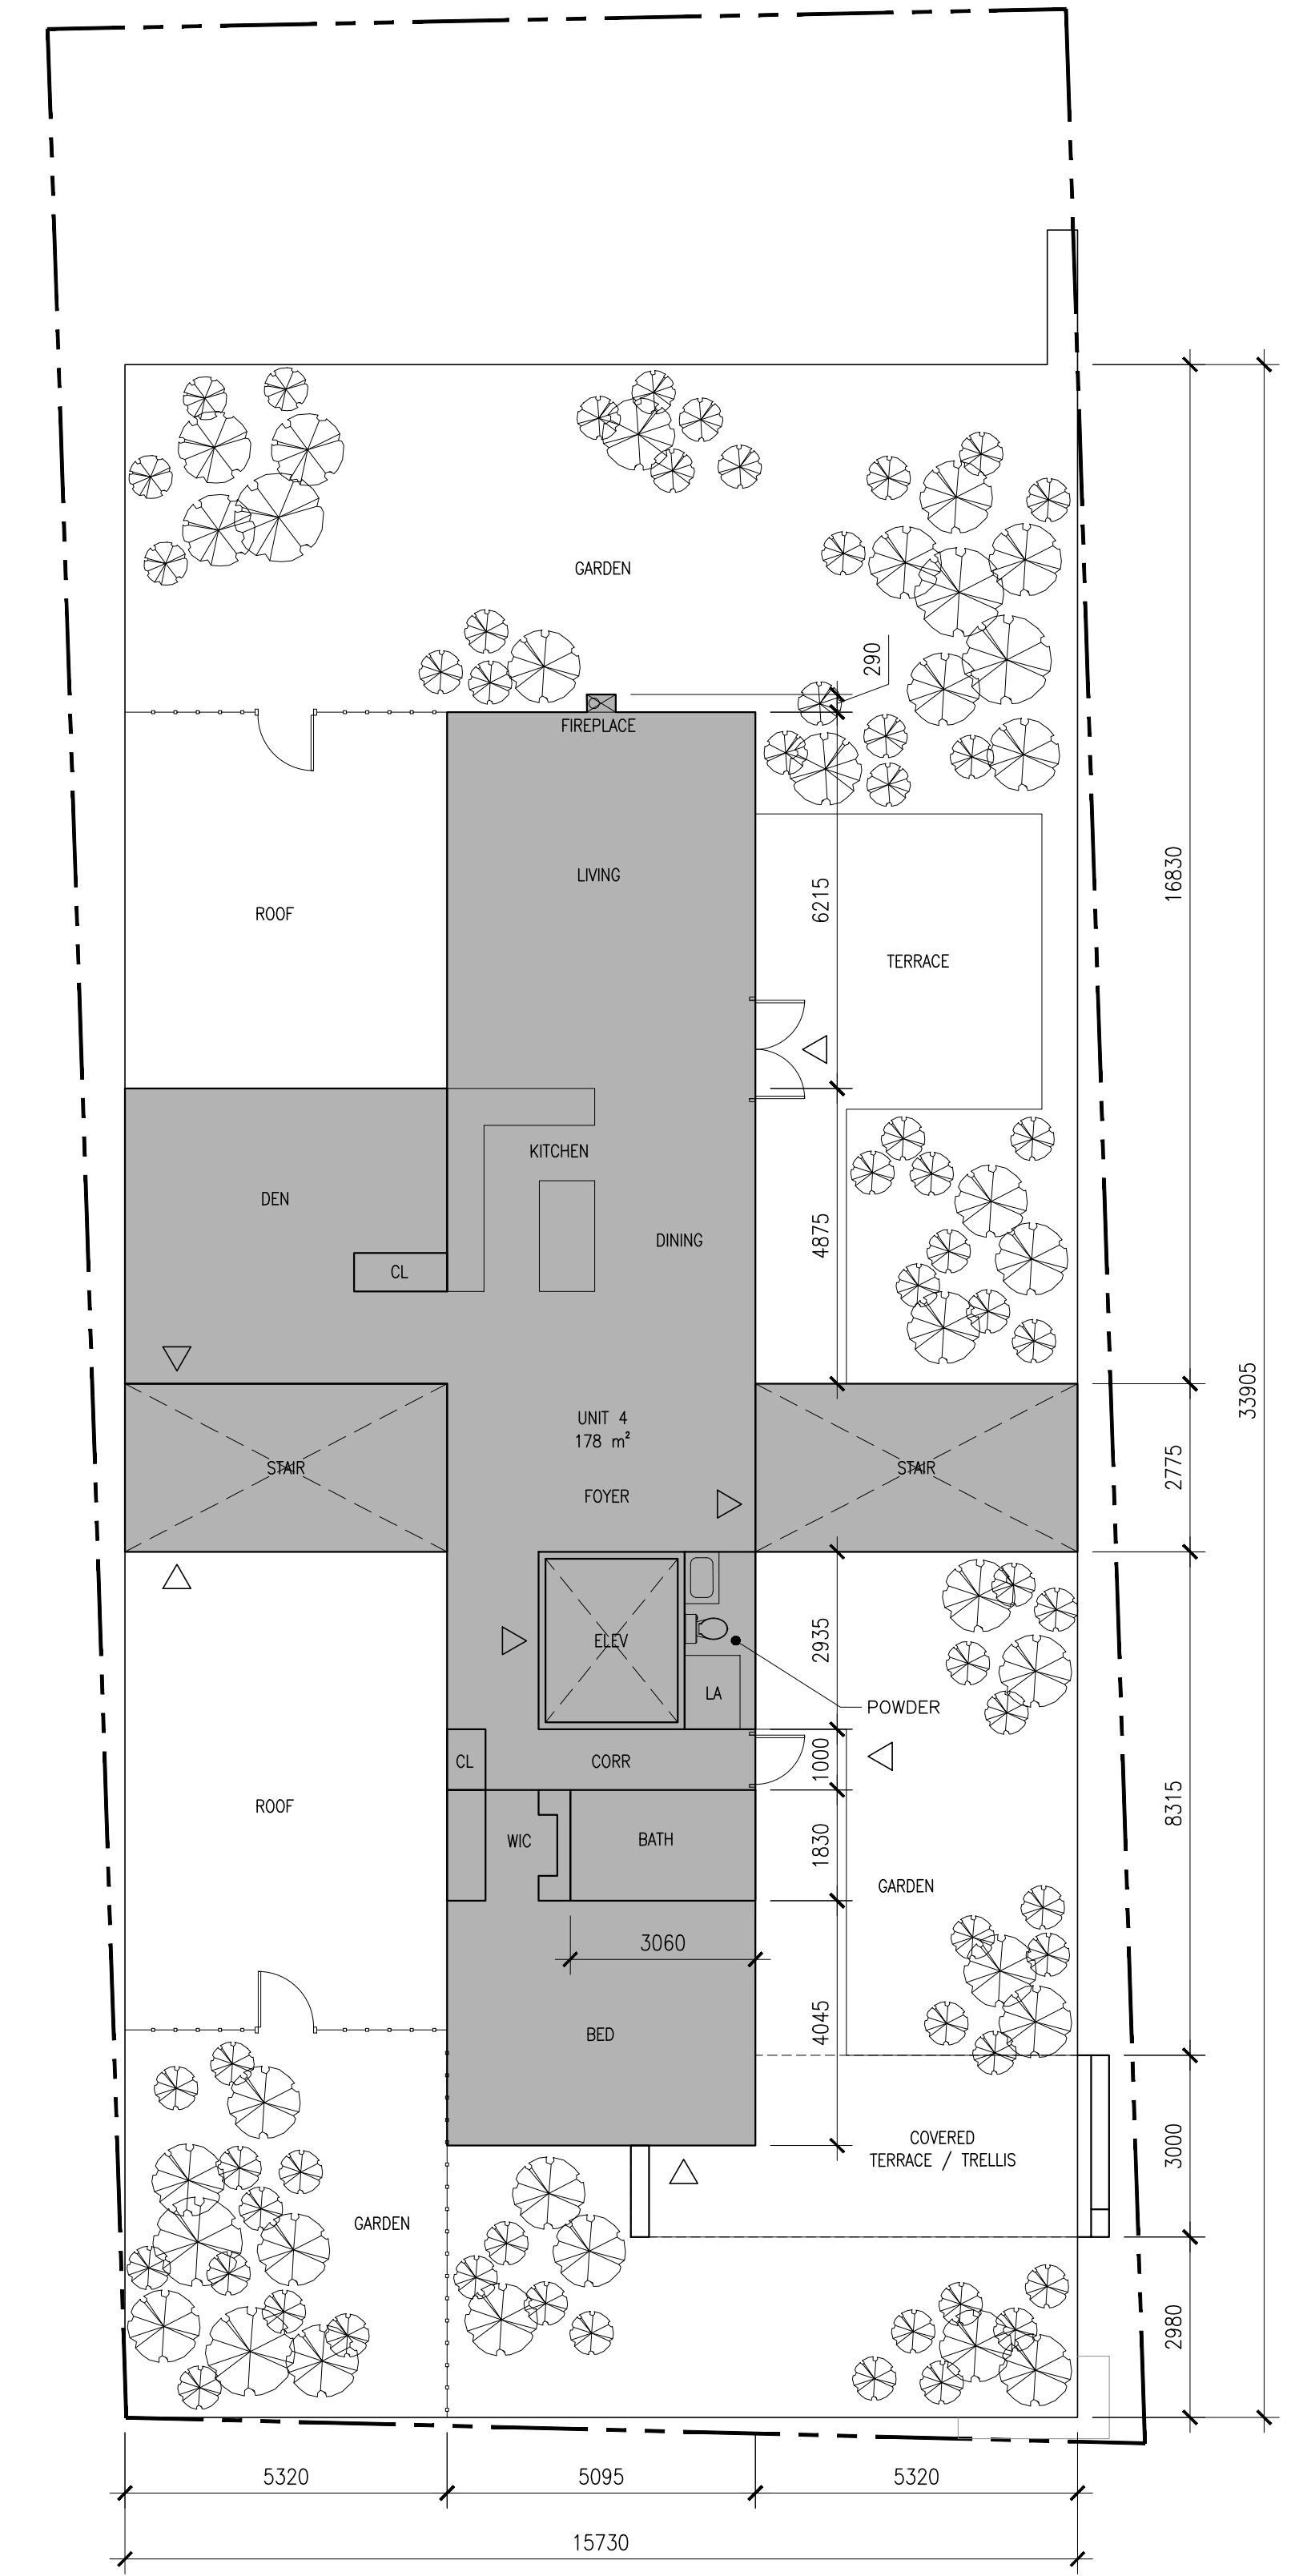 GARDEN
290
FIREPLACE
LIVING
6215
16830
ROOF
TERRACE
KITCHEN
DEN
DINING
4875
CL
33905
UNIT 4
178 m²
STAIR
STAIR
2775
FOYER
ELEV
2935
LA
POWDER
CL
CORR
1000
ROOF
8315
WIC
BATH
1830
GARDEN
3060
BED
4045
COVERED
TERRACE / TRELLIS
3000
GARDEN
2980
5320
5095
5320
15730